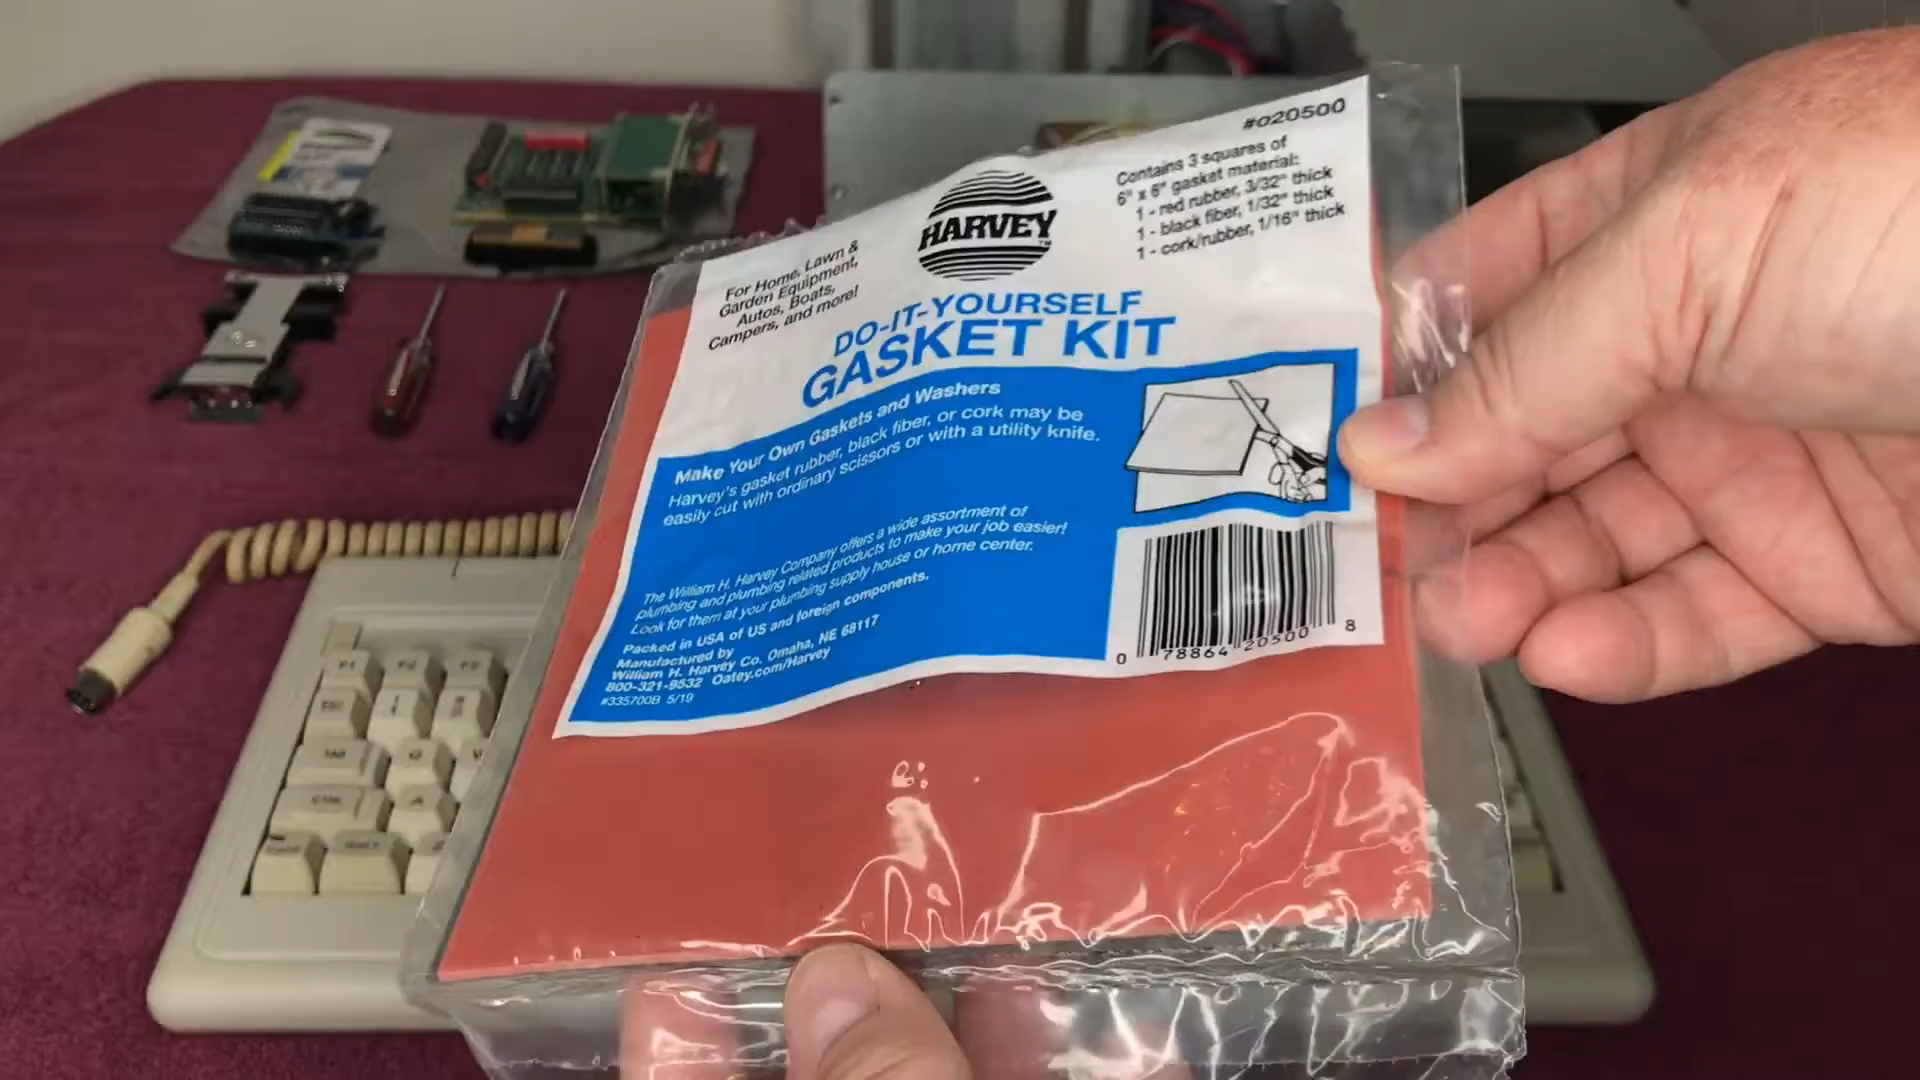 #020500
Contains 3 squares of
6" x 6" gasket material:
1 - red rubber, 3/32" thick
1 - black fiber, 1/32" thick
1 - cork/rubber, 1/16" thick
HARVEY™
For Home, Lawn &
Garden Equipment,
Autos, Boats,
Campers, and more!
DO-IT-YOURSELF
GASKET KIT
Make Your Own Gaskets and Washers
Harvey's gasket rubber, black fiber, or cork may be
easily cut with ordinary scissors or with a utility knife.
The William H. Harvey Company offers a wide assortment of
plumbing and plumbing related products to make your job easier!
Look for them at your plumbing supply house or home center.
Packed in USA of US and foreign components.
Manufactured by
William H. Harvey Co. Omaha, NE 68117
800-321-9532 Oatey.com/Harvey
#335700B 5/19
0 78864 20500 8
F1
ESC
TAB
Q
CTRL
A